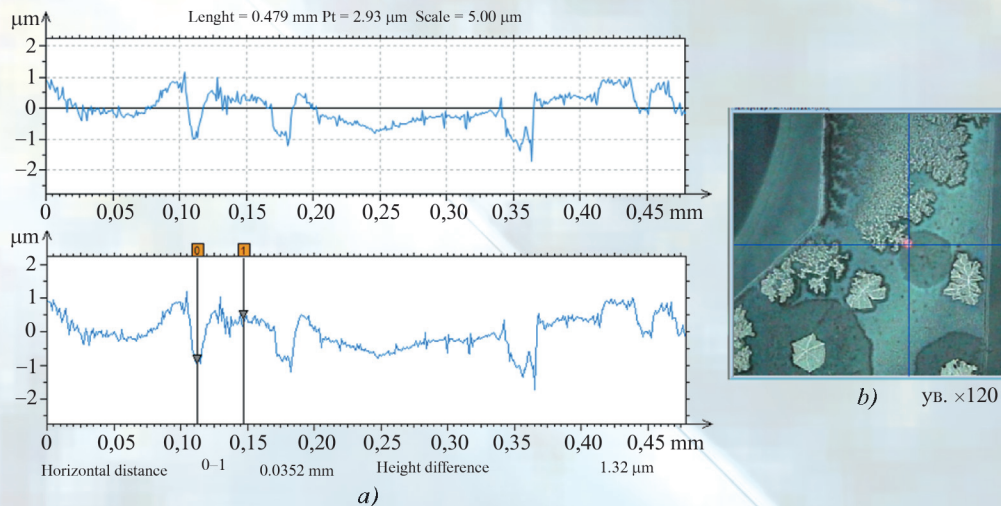 Lenght = 0.479 mm Pt = 2.93 μm Scale = 5.00 μm
μm
2
1
0
−1
−2
0 0,05 0,10 0,15 0,20 0,25 0,30 0,35 0,40 0,45 mm
μm
0 1
2
1
0
−1
−2
0 0,05 0,10 0,15 0,20 0,25 0,30 0,35 0,40 0,45 mm
Horizontal distance 0–1 0.0352 mm Height difference 1.32 μm
a)
b) ув. ×120